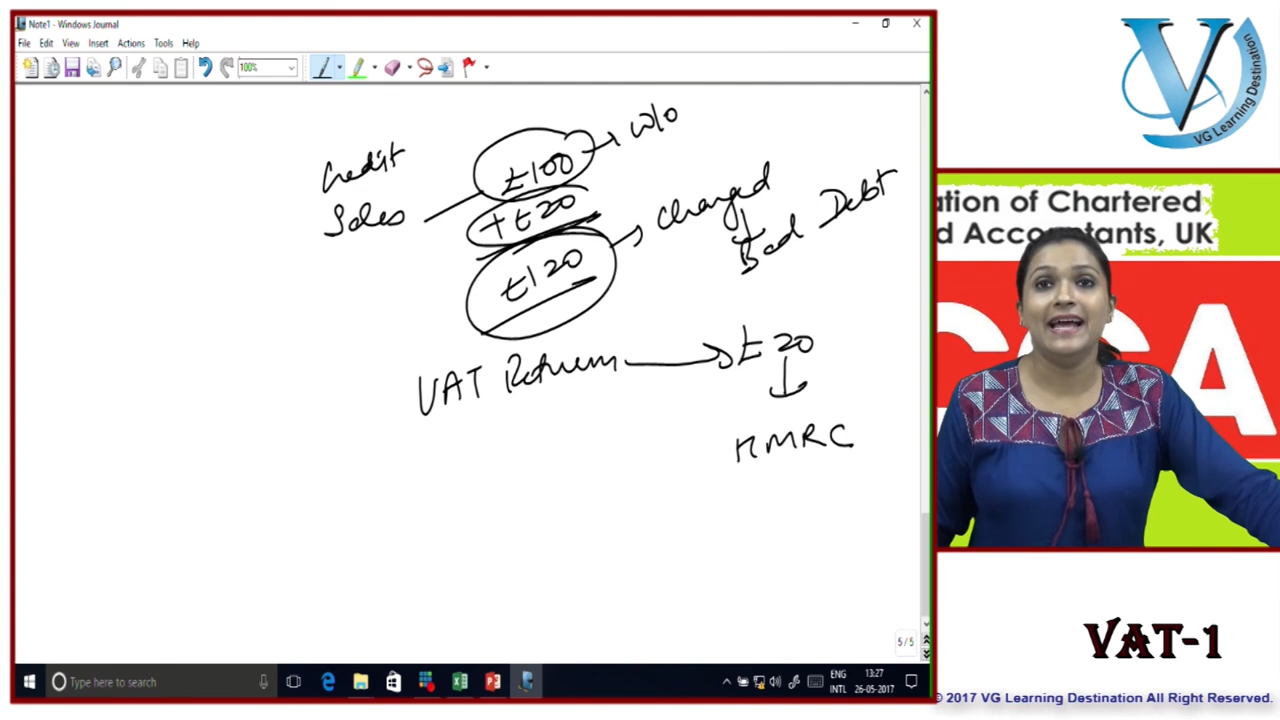 Note1 - Windows Journal
File Edit View Insert Actions Tools Help
100%
Credit
Sales
£100
w/o
+ £20
£120
charged
Bad Debt
VAT Return
£ 20
HMRC
5/5
Type here to search
ENG
INTL
13:27
26-05-2017
V
VG Learning Destination
ation of Chartered
d Accountants, UK
CCA
VAT-1
© 2017 VG Learning Destination All Right Reserved.